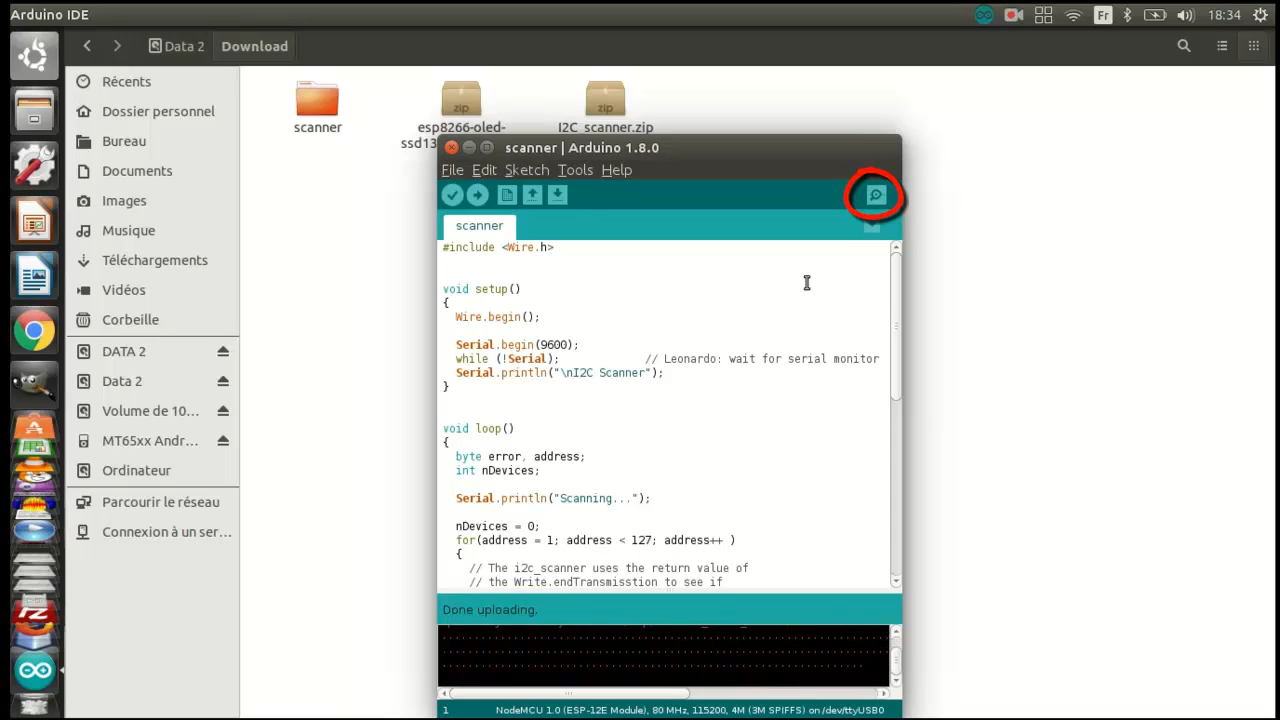 Arduino IDE
Fr
18:34
Data 2
Download
Récents
Dossier personnel
Bureau
Documents
Images
Musique
Téléchargements
Vidéos
Corbeille
DATA 2
Data 2
Volume de 10…
MT65xx Andr…
Ordinateur
Parcourir le réseau
Connexion à un ser…
scanner
zip
esp8266-oled-
ssd13
zip
I2C_scanner.zip
scanner | Arduino 1.8.0
File Edit Sketch Tools Help
scanner
#include <Wire.h>
void setup()
{
Wire.begin();
Serial.begin(9600);
while (!Serial); // Leonardo: wait for serial monitor
Serial.println("\nI2C Scanner");
}
void loop()
{
byte error, address;
int nDevices;
Serial.println("Scanning...");
nDevices = 0;
for(address = 1; address < 127; address++ )
{
// The i2c_scanner uses the return value of
// the Write.endTransmisstion to see if
Done uploading.
1 NodeMCU 1.0 (ESP-12E Module), 80 MHz, 115200, 4M (3M SPIFFS) on /dev/ttyUSB0